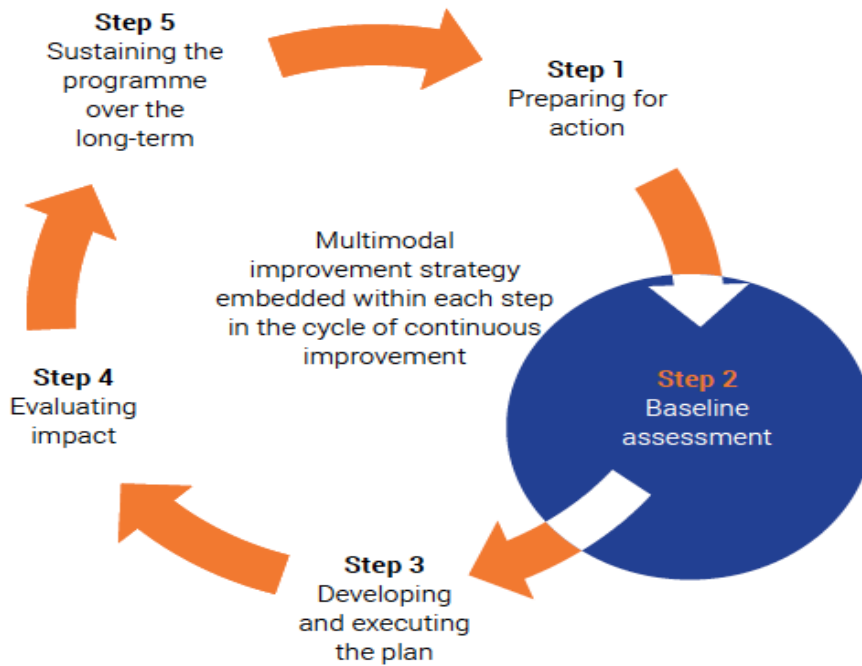 Step 5
Sustaining the
programme
over the
long-term
Step 1
Preparing for
action
Multimodal
improvement strategy
embedded within each step
in the cycle of continuous
improvement
Step 2
Baseline
assessment
Step 4
Evaluating
impact
Step 3
Developing
and executing
the plan